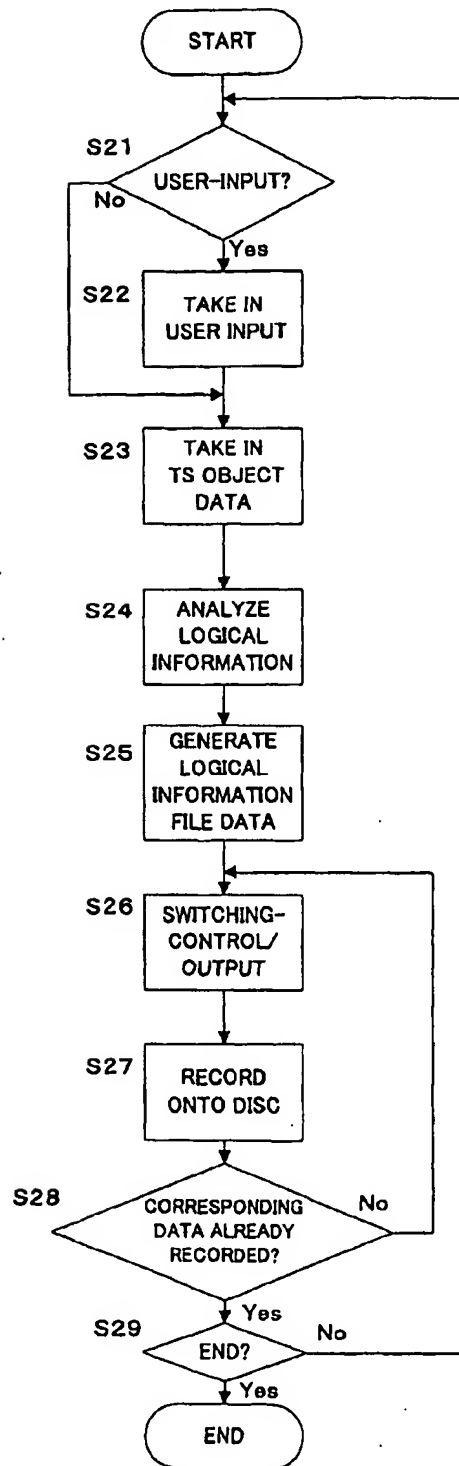 START
S21
USER-INPUT?
No
Yes
S22
TAKE IN
USER INPUT
S23
TAKE IN
TS OBJECT
DATA
S24
ANALYZE
LOGICAL
INFORMATION
S25
GENERATE
LOGICAL
INFORMATION
FILE DATA
S26
SWITCHING-
CONTROL/
OUTPUT
S27
RECORD
ONTO DISC
S28
CORRESPONDING
DATA ALREADY
RECORDED?
No
Yes
S29
END?
No
Yes
END